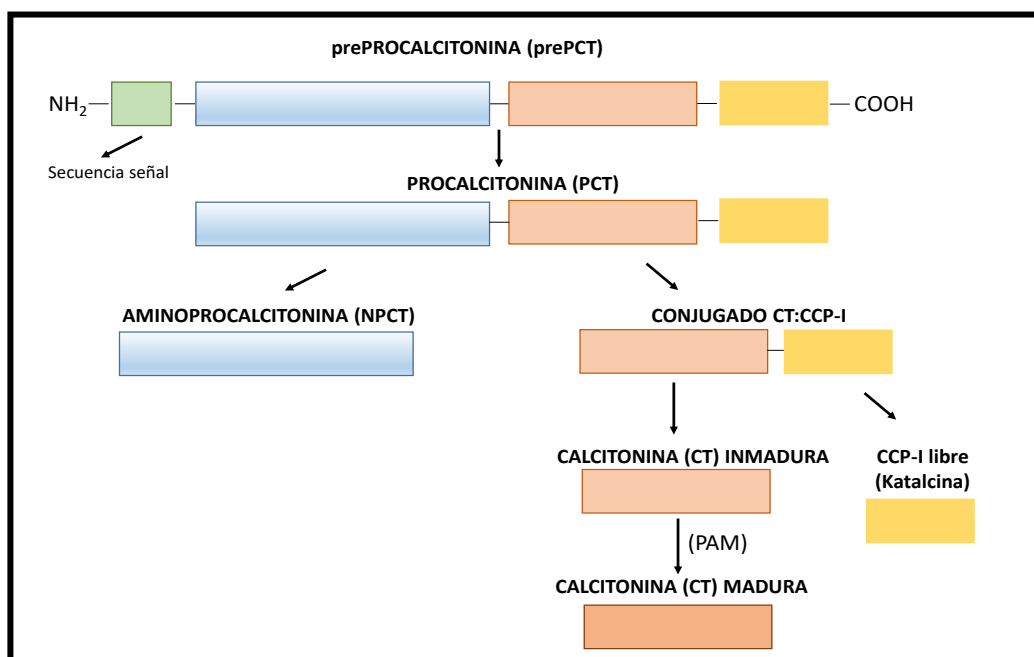 prePROCALCITONINA (prePCT)
NH2
COOH
Secuencia señal
PROCALCITONINA (PCT)
AMINOPROCALCITONINA (NPCT)
CONJUGADO CT:CCP-I
CALCITONINA (CT) INMADURA
CCP-I libre
(Katalcina)
(PAM)
CALCITONINA (CT) MADURA